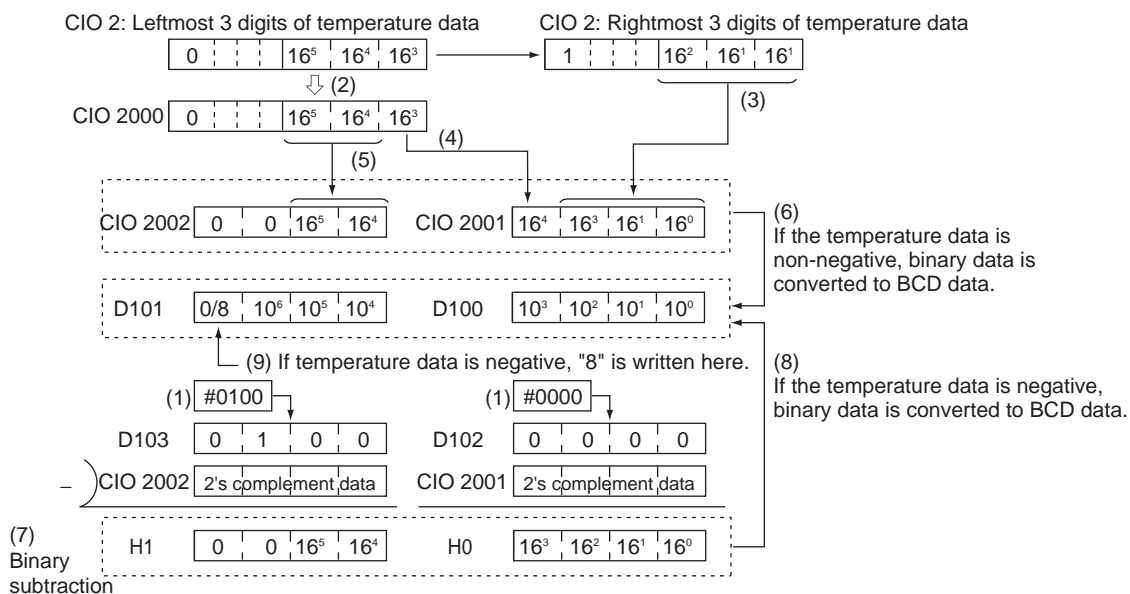 CIO 2: Leftmost 3 digits of temperature data CIO 2: Rightmost 3 digits of temperature data
0 16⁵ 16⁴ 16³ 1 16² 16¹ 16¹
(2) (3)
CIO 2000 0 16⁵ 16⁴ 16³ (4)
(5)
CIO 2002 0 0 16⁵ 16⁴ CIO 2001 16⁴ 16³ 16¹ 16⁰
(6)
If the temperature data is
non-negative, binary data is
converted to BCD data.
D101 0/8 10⁶ 10⁵ 10⁴ D100 10³ 10² 10¹ 10⁰
(9) If temperature data is negative, "8" is written here.
(8)
If the temperature data is negative,
binary data is converted to BCD data.
(1) #0100 (1) #0000
D103 0 1 0 0 D102 0 0 0 0
– CIO 2002 2's complement data CIO 2001 2's complement data
(7)
Binary
subtraction
H1 0 0 16⁵ 16⁴ H0 16³ 16² 16¹ 16⁰